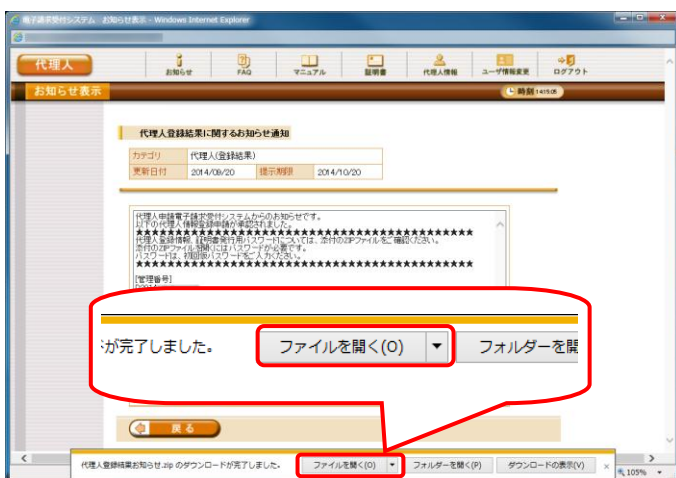 電子請求受付システム お知らせ表示 - Windows Internet Explorer
代理人
お知らせ
FAQ
マニュアル
証明書
代理人情報
ユーザ情報変更
ログアウト
お知らせ表示
時刻 14:15:05
代理人登録結果に関するお知らせ通知
カテゴリ 代理人(登録結果)
更新日付 2014/09/20 掲示期限 2014/10/20
代理人申請電子請求受付システムからのお知らせです。
以下の代理人情報登録申請が承認されました。
★★★★★★★★★★★★★★★★★★★★★★★★★★★★★★★★★★★★
代理人登録情報、証明書発行用パスワードについては、添付のZIPファイルをご確認ください。
添付のZIPファイルを開くにはパスワードが必要です。
パスワードは、初回版パスワードをご入力ください。
★★★★★★★★★★★★★★★★★★★★★★★★★★★★★★★★★★★★
[管理番号]
が完了しました。 ファイルを開く(O) ▼ フォルダーを開
戻る
代理人登録結果お知らせ.zip のダウンロードが完了しました。 ファイルを開く(O) ▼ フォルダーを開く(P) ダウンロードの表示(V) ×
105%